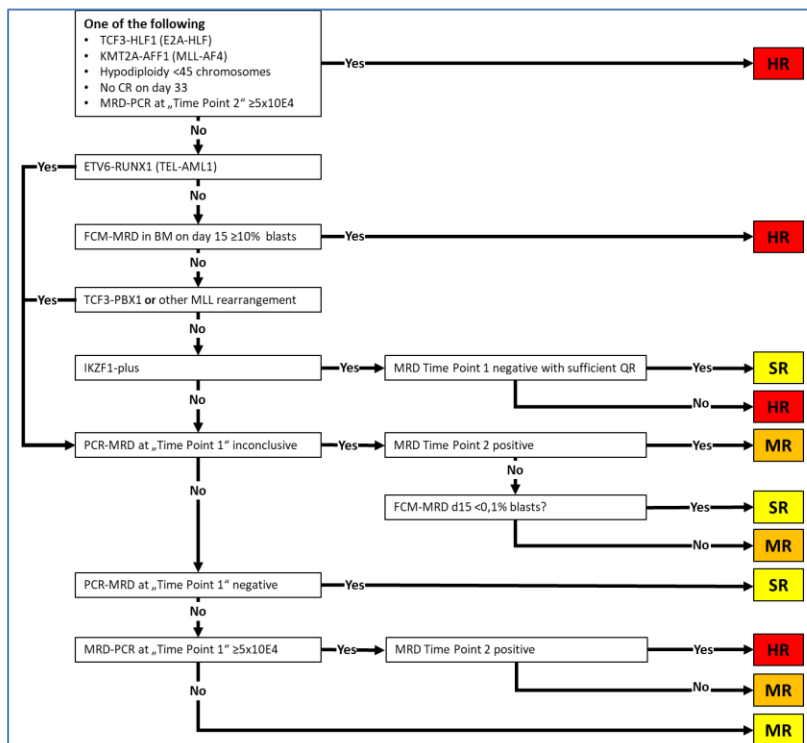 One of the following
• TCF3-HLF1 (E2A-HLF)
• KMT2A-AFF1 (MLL-AF4)
• Hypodiploidy <45 chromosomes
• No CR on day 33
• MRD-PCR at „Time Point 2“ ≥5x10E4
Yes
HR
No
Yes
ETV6-RUNX1 (TEL-AML1)
No
FCM-MRD in BM on day 15 ≥10% blasts
Yes
HR
No
Yes
TCF3-PBX1 or other MLL rearrangement
No
IKZF1-plus
Yes
MRD Time Point 1 negative with sufficient QR
Yes
SR
No
No
HR
PCR-MRD at „Time Point 1“ inconclusive
Yes
MRD Time Point 2 positive
Yes
MR
No
No
FCM-MRD d15 <0,1% blasts?
Yes
SR
No
MR
PCR-MRD at „Time Point 1“ negative
Yes
SR
No
MRD-PCR at „Time Point 1“ ≥5x10E4
Yes
MRD Time Point 2 positive
Yes
HR
No
No
MR
MR